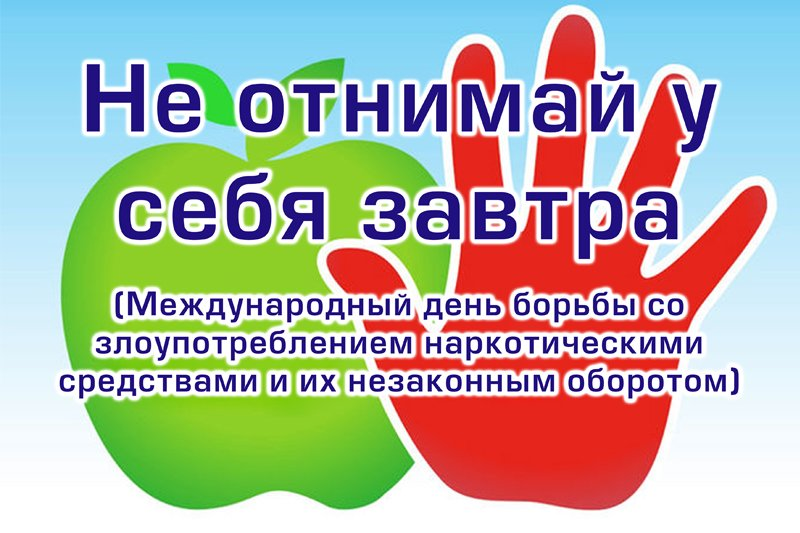 Не отнимай у
себя завтра
(Международный день борьбы со
злоупотреблением наркотическими
средствами и их незаконным оборотом)